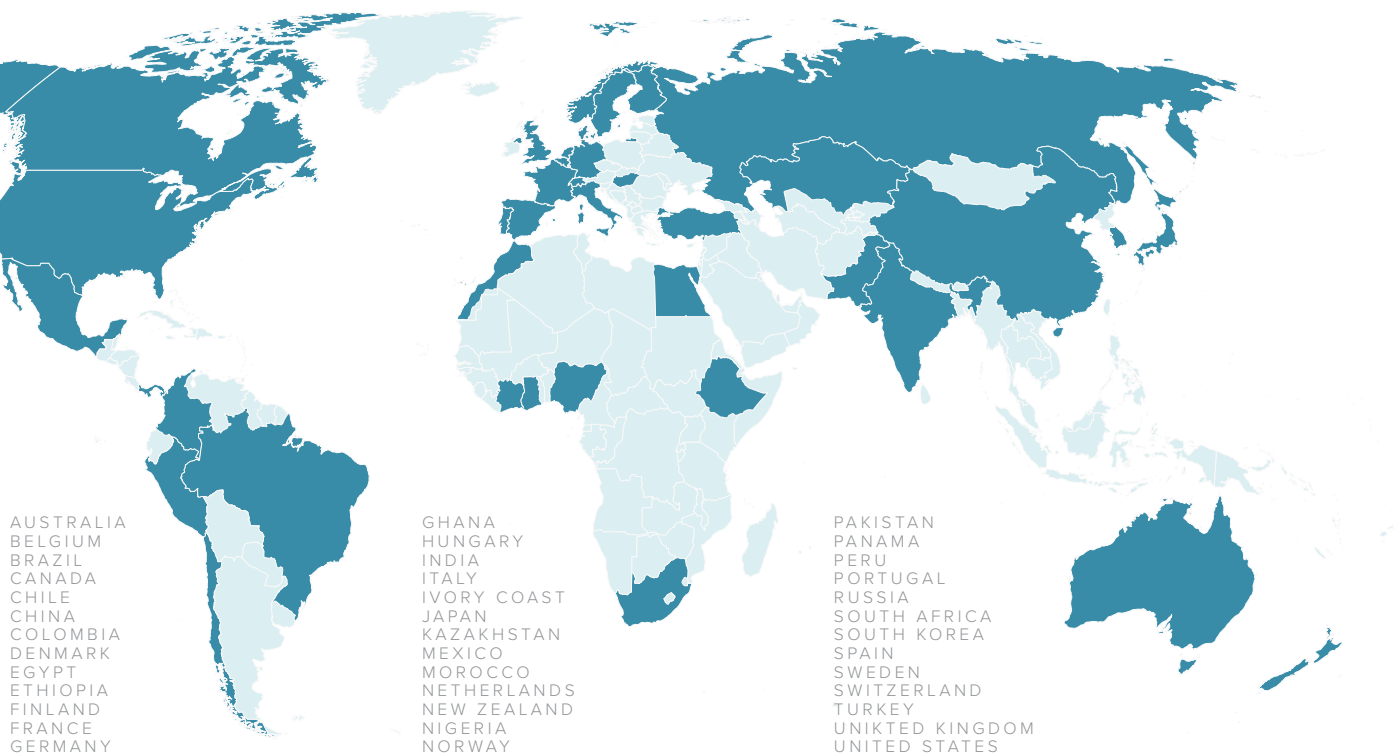 AUSTRALIA
BELGIUM
BRAZIL
CANADA
CHILE
CHINA
COLOMBIA
DENMARK
EGYPT
ETHIOPIA
FINLAND
FRANCE
GERMANY
GHANA
HUNGARY
INDIA
ITALY
IVORY COAST
JAPAN
KAZAKHSTAN
MEXICO
MOROCCO
NETHERLANDS
NEW ZEALAND
NIGERIA
NORWAY
PAKISTAN
PANAMA
PERU
PORTUGAL
RUSSIA
SOUTH AFRICA
SOUTH KOREA
SPAIN
SWEDEN
SWITZERLAND
TURKEY
UNIKTED KINGDOM
UNITED STATES